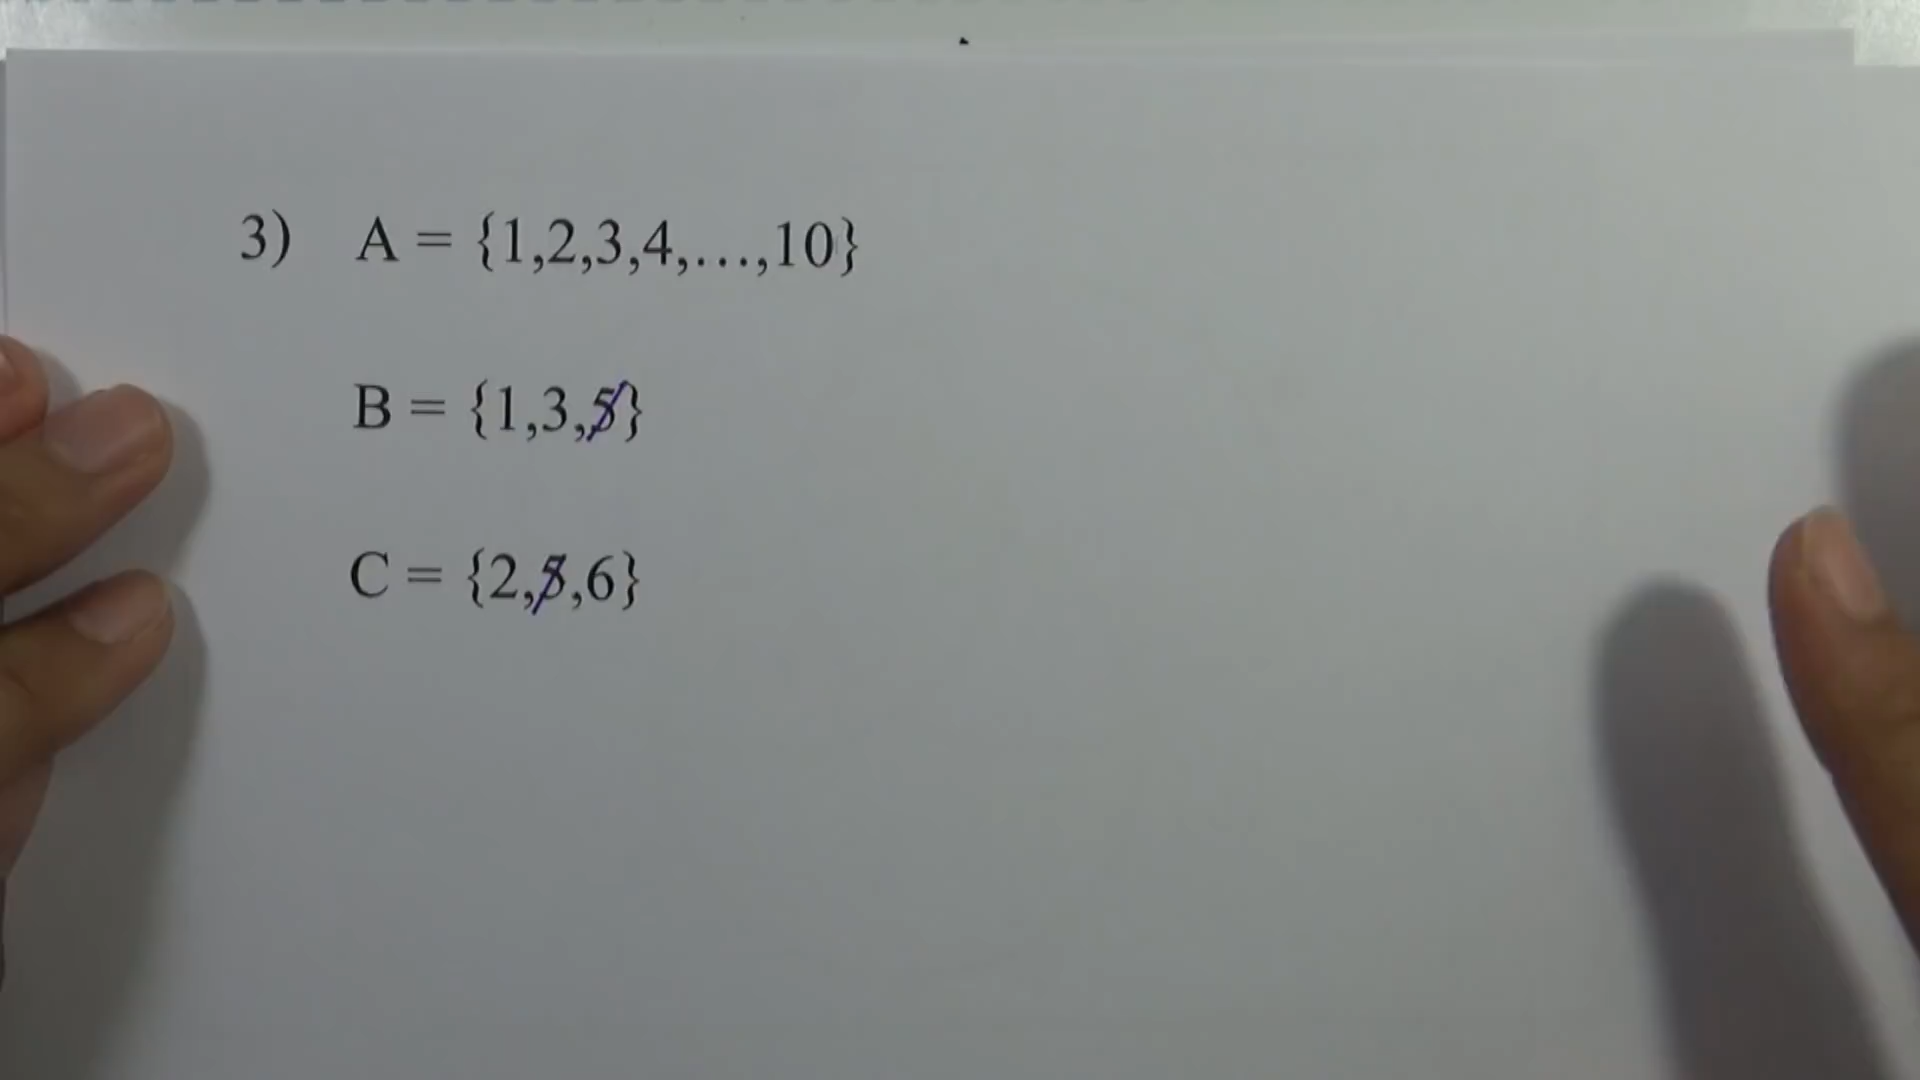 3) A = {1,2,3,4,...,10}
B = {1,3,5}
C = {2,5,6}